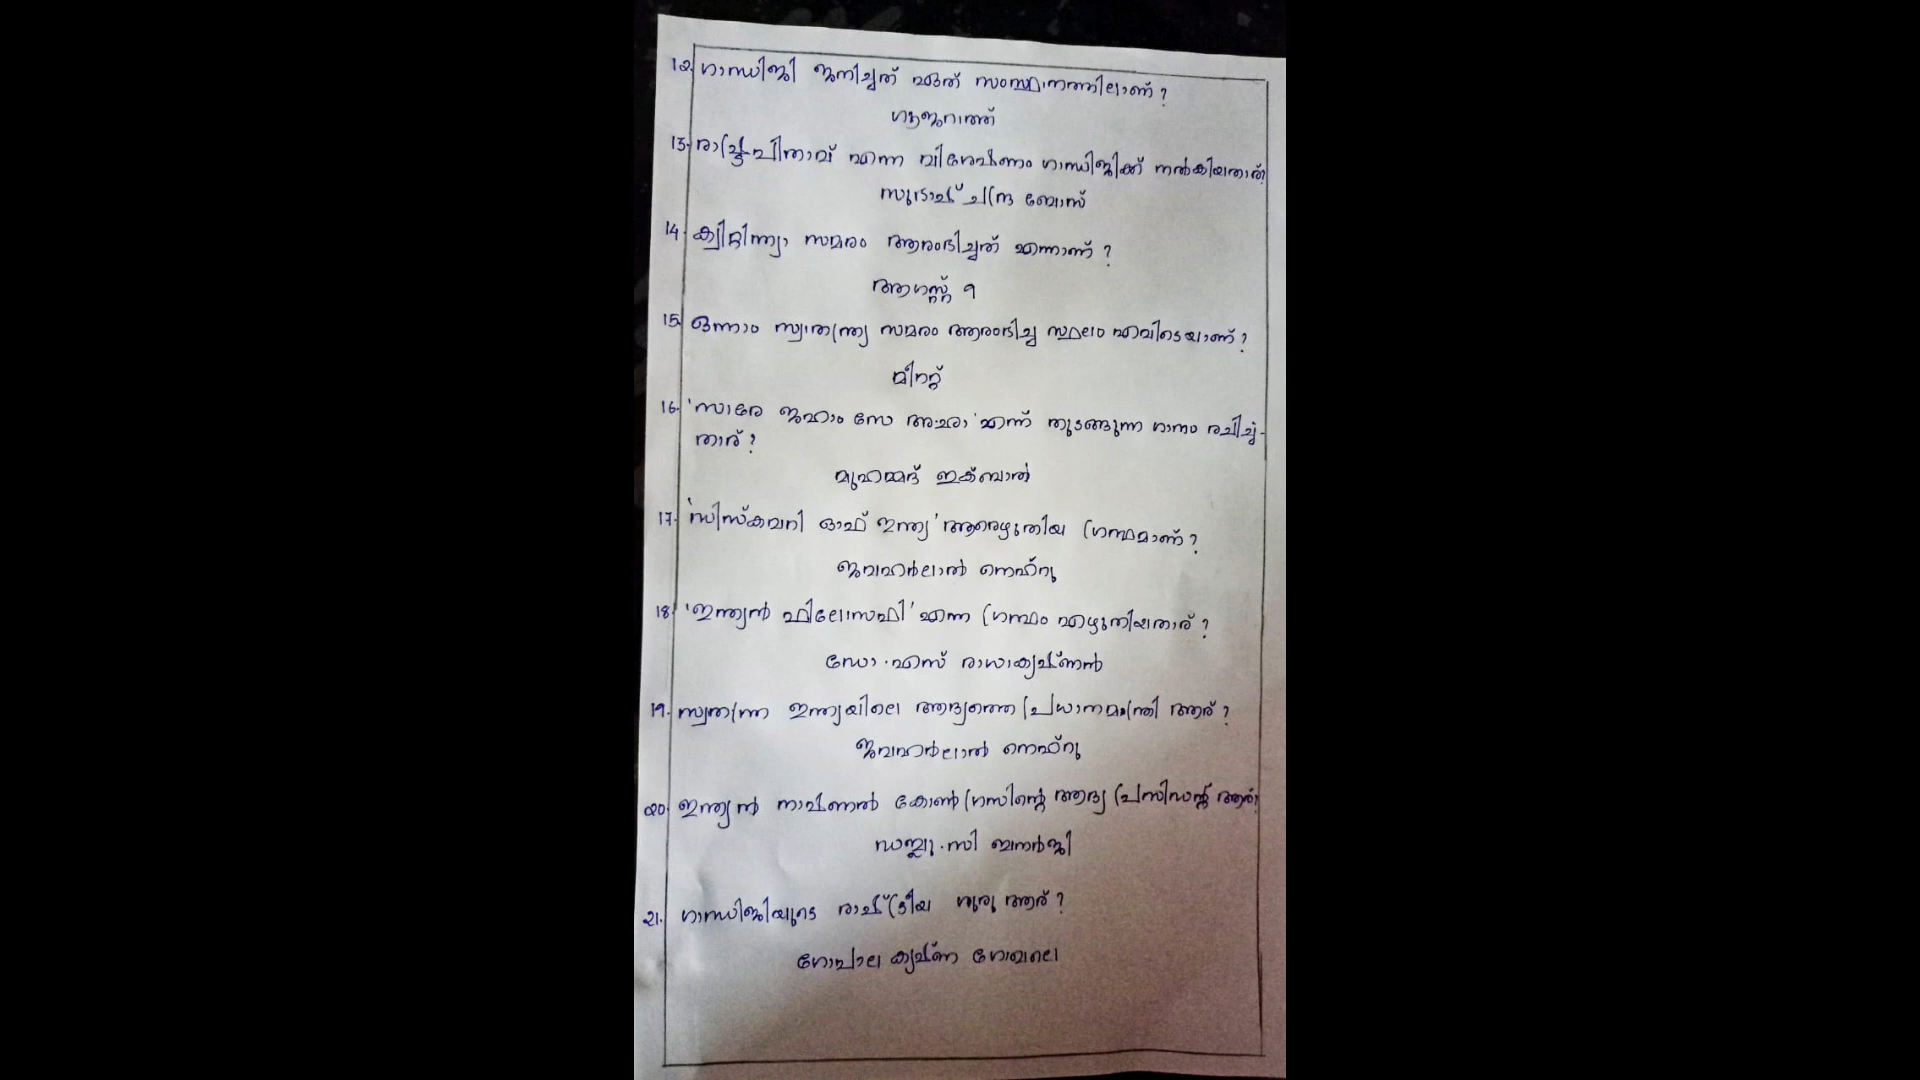 12. ഗാന്ധിജി ജനിച്ചത് ഏത് സംസ്ഥാനത്തിലാണ് ?
ഗുജറാത്ത്
13. രാഷ്ട്രപിതാവ് എന്ന വിശേഷണം ഗാന്ധിജിക്ക് നൽകിയതാര്?
സുഭാഷ് ചന്ദ്ര ബോസ്
14. ക്വിറ്റിന്ത്യാ സമരം ആരംഭിച്ചത് എന്നാണ് ?
ആഗസ്റ്റ് 9
15. ഒന്നാം സ്വാതന്ത്ര്യ സമരം ആരംഭിച്ച സ്ഥലം എവിടെയാണ് ?
മീററ്റ്
16. 'സാരേ ജഹാം സേ അഛാ' എന്ന് തുടങ്ങുന്ന ഗാനം രചിച്ച-
താര് ?
മുഹമ്മദ് ഇക്ബാൽ
17. 'ഡിസ്കവറി ഓഫ് ഇന്ത്യ' ആരെഴുതിയ ഗ്രന്ഥമാണ് ?
ജവഹർലാൽ നെഹ്റു
18. 'ഇന്ത്യൻ ഫിലോസഫി' എന്ന ഗ്രന്ഥം എഴുതിയതാര് ?
ഡോ . എസ് രാധാകൃഷ്ണൻ
19. സ്വതന്ത്ര ഇന്ത്യയിലെ ആദ്യത്തെ പ്രധാനമന്ത്രി ആര് ?
ജവഹർലാൽ നെഹ്റു
20. ഇന്ത്യൻ നാഷണൽ കോൺഗ്രസിന്റെ ആദ്യ പ്രസിഡന്റ് ആര്?
ഡബ്ല്യു . സി ബാനർജി
21. ഗാന്ധിജിയുടെ രാഷ്ട്രീയ ഗുരു ആര് ?
ഗോപാല കൃഷ്ണ ഗോഖലെ